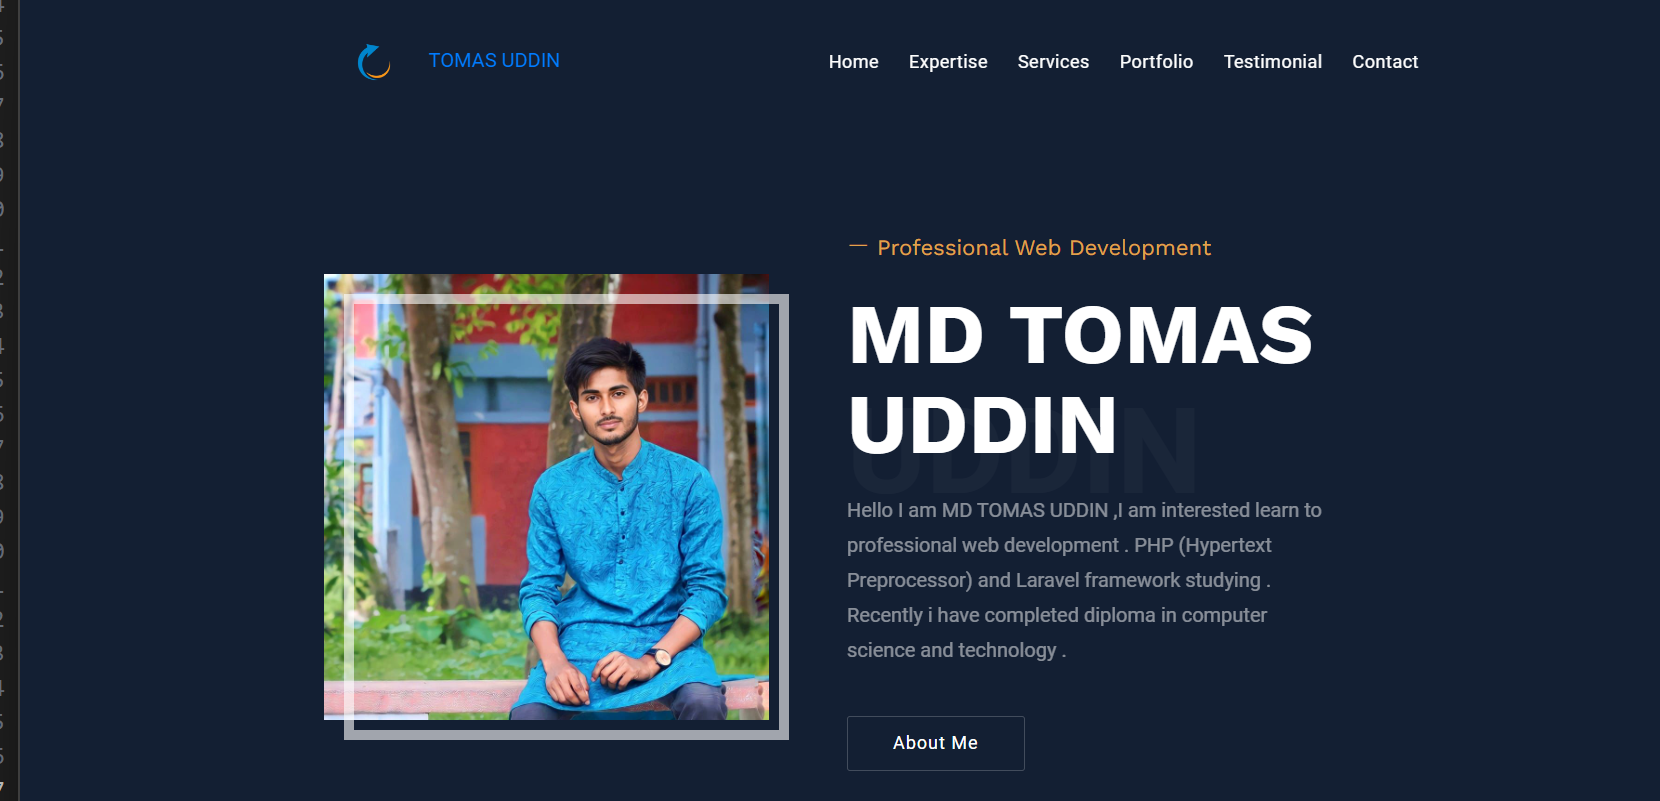 TOMAS UDDIN
Home Expertise Services Portfolio Testimonial Contact
— Professional Web Development
MD TOMAS
UDDIN
UDDIN
Hello I am MD TOMAS UDDIN ,I am interested learn to
professional web development . PHP (Hypertext
Preprocessor) and Laravel framework studying .
Recently i have completed diploma in computer
science and technology .
About Me